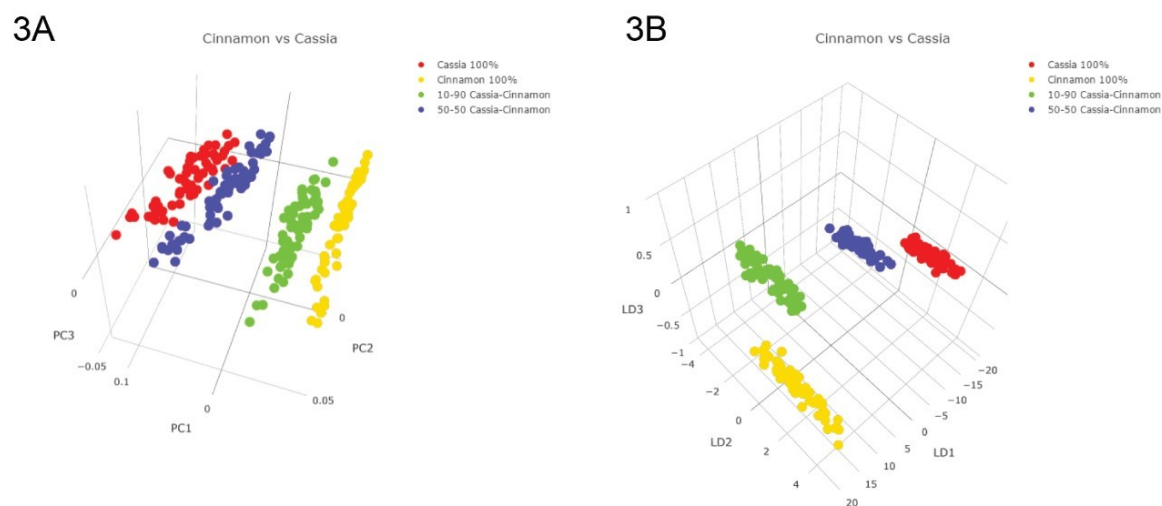 3A
Cinnamon vs Cassia
Cassia 100%
Cinnamon 100%
10-90 Cassia-Cinnamon
50-50 Cassia-Cinnamon
0
PC3
−0.05
0.1
PC1
0
0.05
PC2
0
3B
Cinnamon vs Cassia
Cassia 100%
Cinnamon 100%
10-90 Cassia-Cinnamon
50-50 Cassia-Cinnamon
1
0.5
0
LD3
−0.5
−1
−4
−2
0
LD2
2
4
−20
−15
−10
−5
0
LD1
5
10
15
20